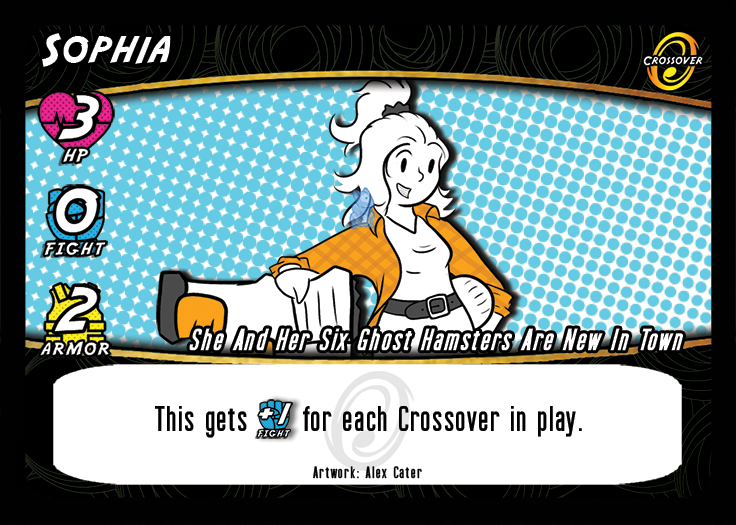 Sophia
Crossover
3
HP
0
FIGHT
2
ARMOR
She And Her Six Ghost Hamsters Are New In Town
This gets +1 FIGHT for each Crossover in play.
Artwork: Alex Cater